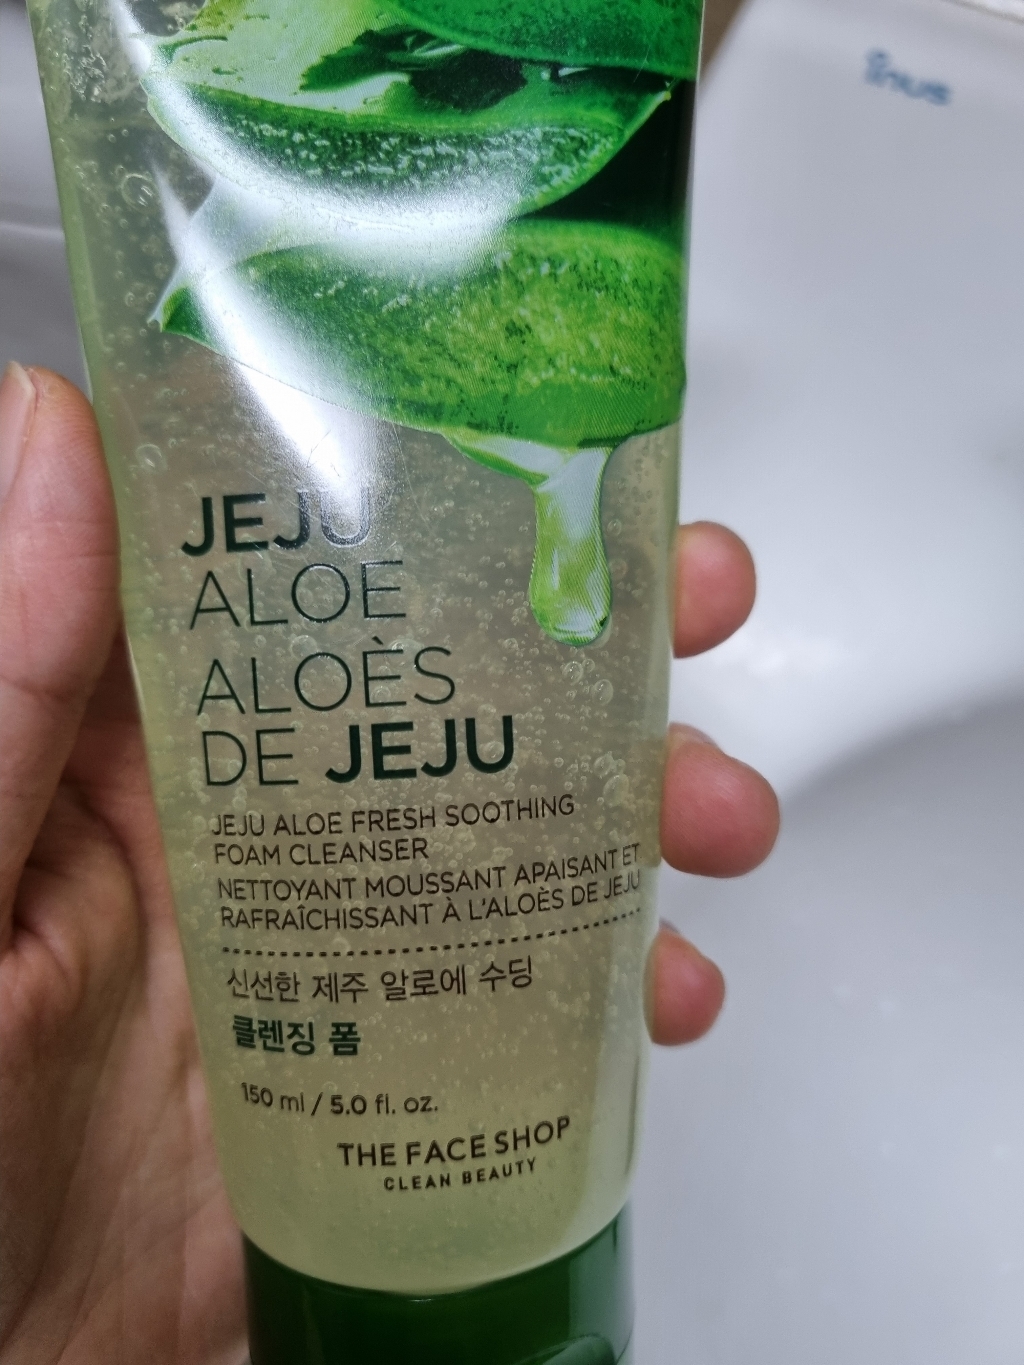 inus
JEJU
ALOE
ALOÈS
DE JEJU
JEJU ALOE FRESH SOOTHING
FOAM CLEANSER
NETTOYANT MOUSSANT APAISANT ET
RAFRAÎCHISSANT À L'ALOÈS DE JEJU
신선한 제주 알로에 수딩
클렌징 폼
150 ml / 5.0 fl. oz.
THE FACE SHOP
CLEAN BEAUTY